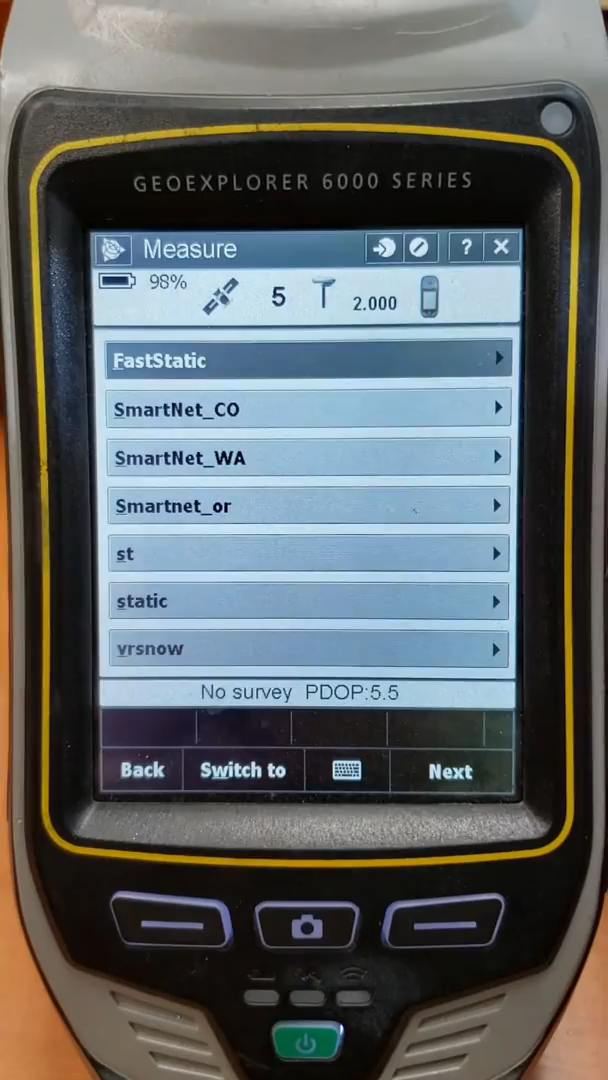 GEOEXPLORER 6000 SERIES
Measure ? X
98% 5 2.000
FastStatic
SmartNet_CO
SmartNet_WA
Smartnet_or
st
static
vrsnow
No survey PDOP:5.5
Back Switch to Next